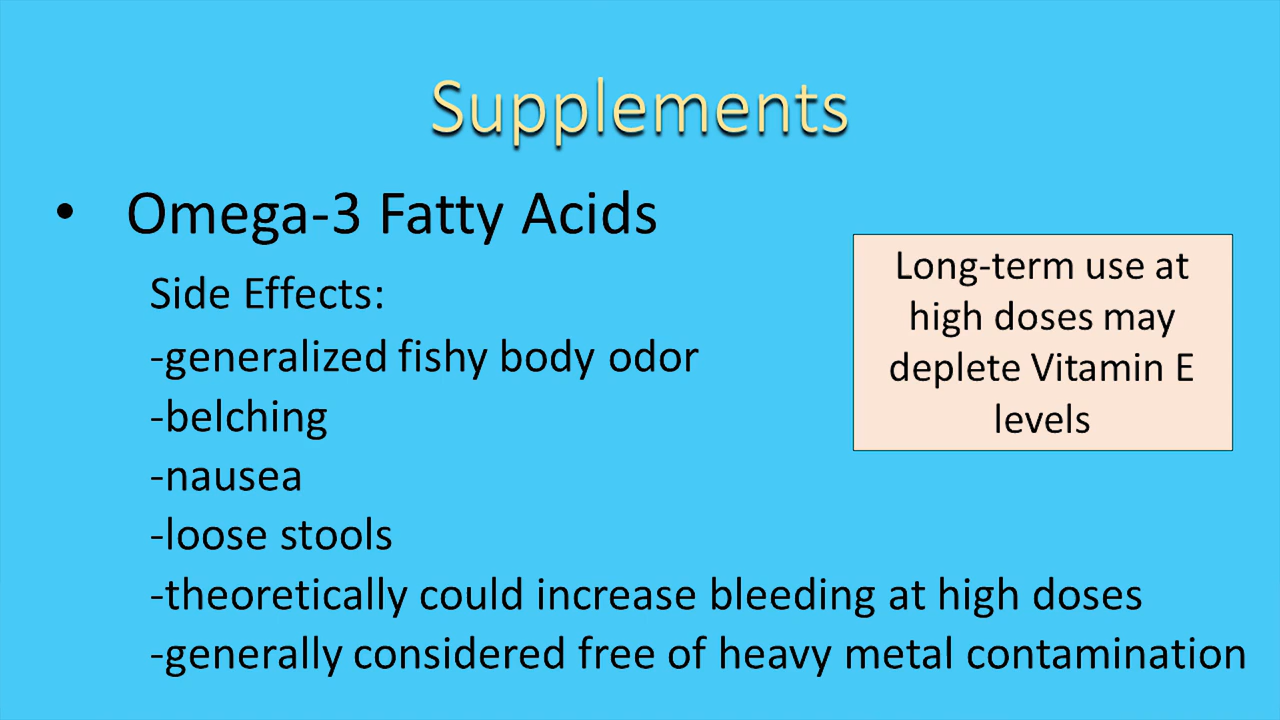 Supplements
• Omega-3 Fatty Acids
Side Effects:
-generalized fishy body odor
-belching
-nausea
-loose stools
-theoretically could increase bleeding at high doses
-generally considered free of heavy metal contamination
Long-term use at
high doses may
deplete Vitamin E
levels